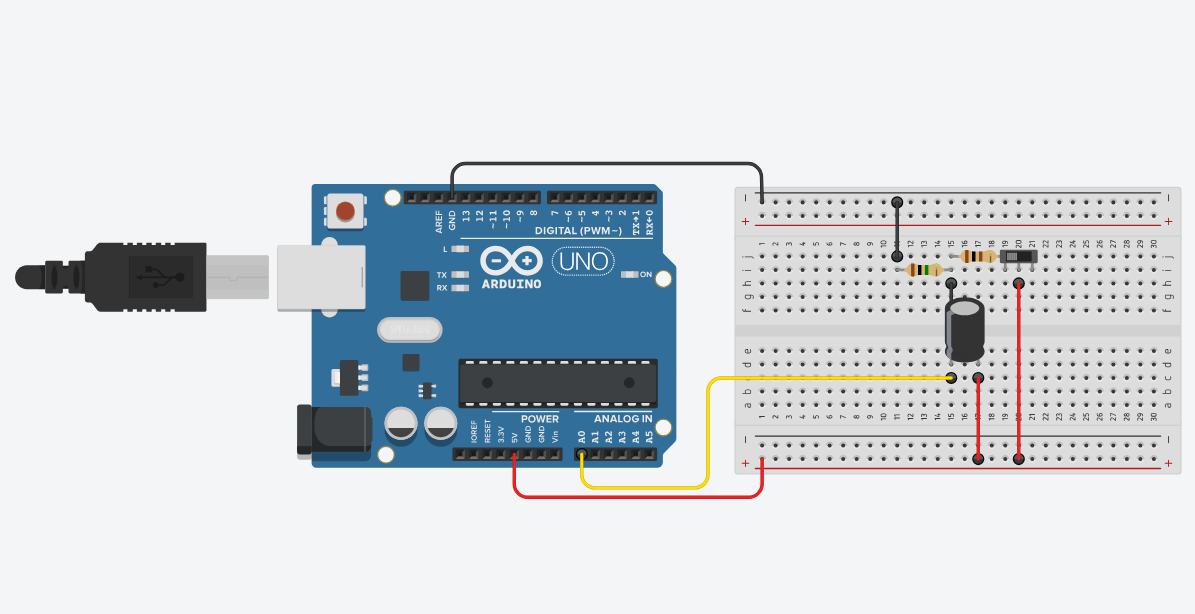 AREF
GND
13
12
~11
~10
~9
8
7
~6
~5
4
~3
2
TX→1
RX←0
DIGITAL (PWM~)
L
TX
RX
UNO
ARDUINO
ON
POWER
ANALOG IN
IOREF
RESET
3.3V
5V
GND
GND
Vin
A0
A1
A2
A3
A4
A5
− −
+ +
1 2 3 4 5 6 7 8 9 10 11 12 13 14 15 16 17 18 19 20 21 22 23 24 25 26 27 28 29 30
j j
i i
h h
g g
f f
e e
d d
c c
b b
a a
1 2 3 4 5 6 7 8 9 10 11 12 13 14 15 16 17 18 19 20 21 22 23 24 25 26 27 28 29 30
− −
+ +